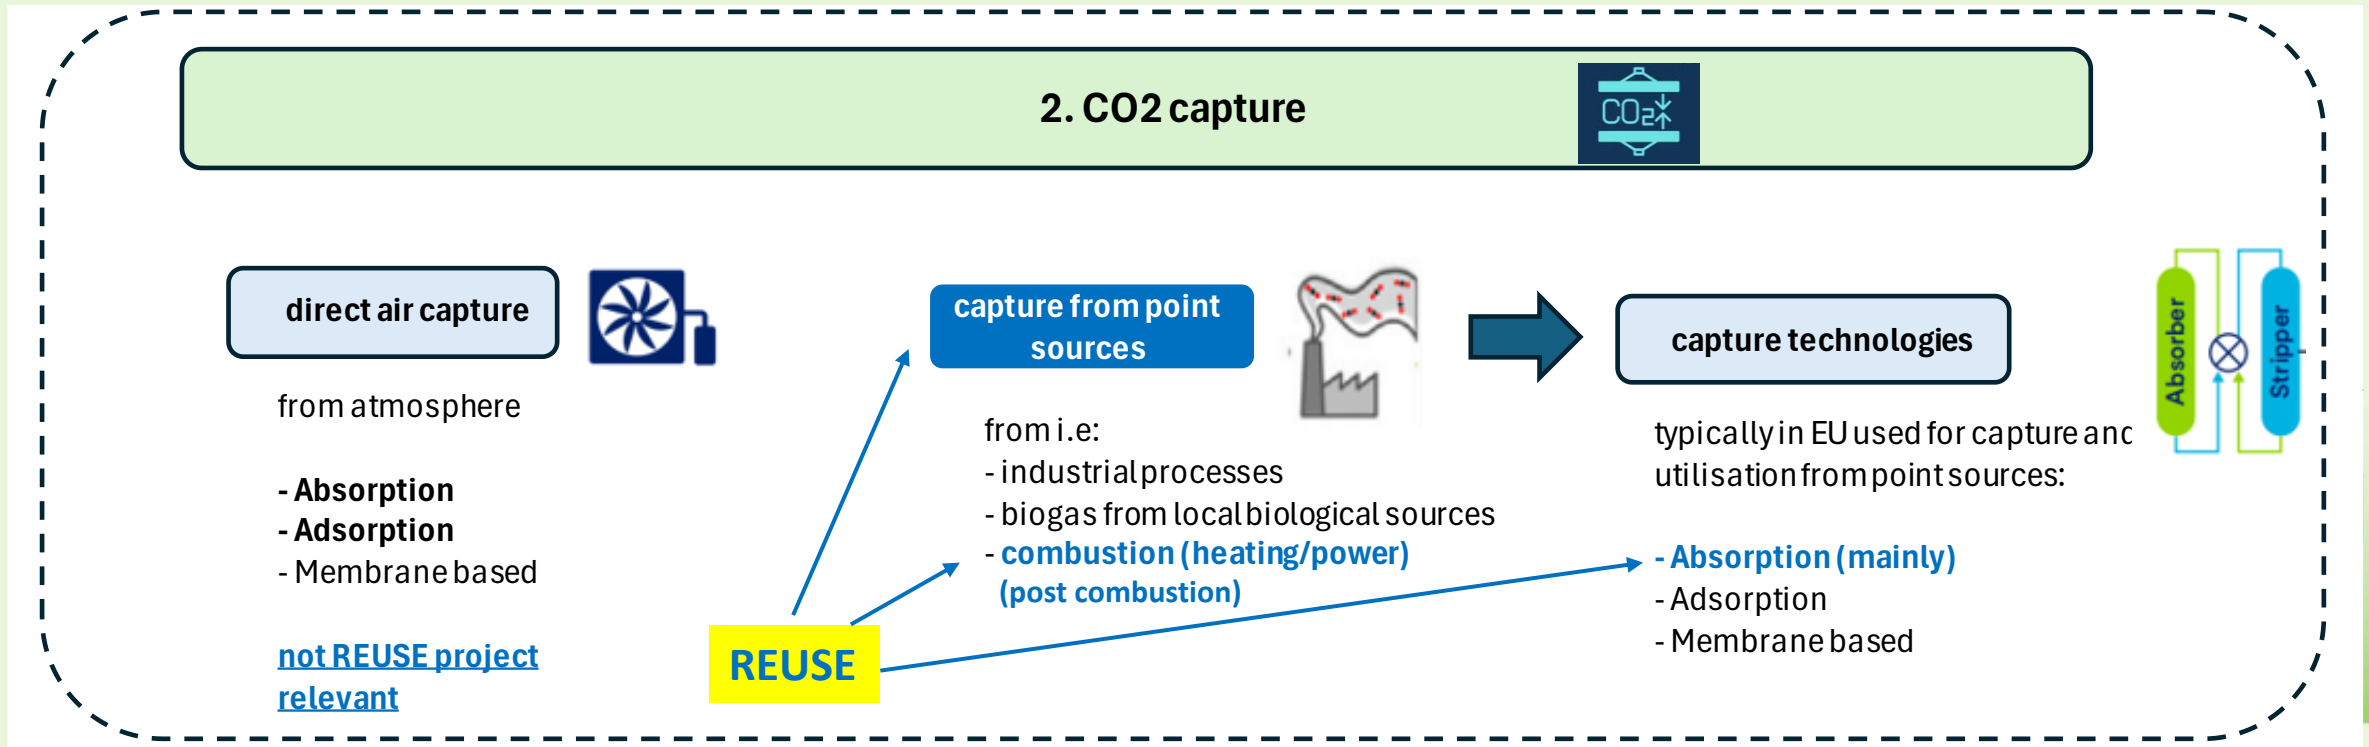 2. CO2 capture
CO2
direct air capture
from atmosphere
- Absorption
- Adsorption
- Membrane based
not REUSE project
relevant
REUSE
capture from point
sources
from i.e:
- industrial processes
- biogas from local biological sources
- combustion (heating/power)
(post combustion)
capture technologies
typically in EU used for capture and
utilisation from point sources:
- Absorption (mainly)
- Adsorption
- Membrane based
Absorber
Stripper